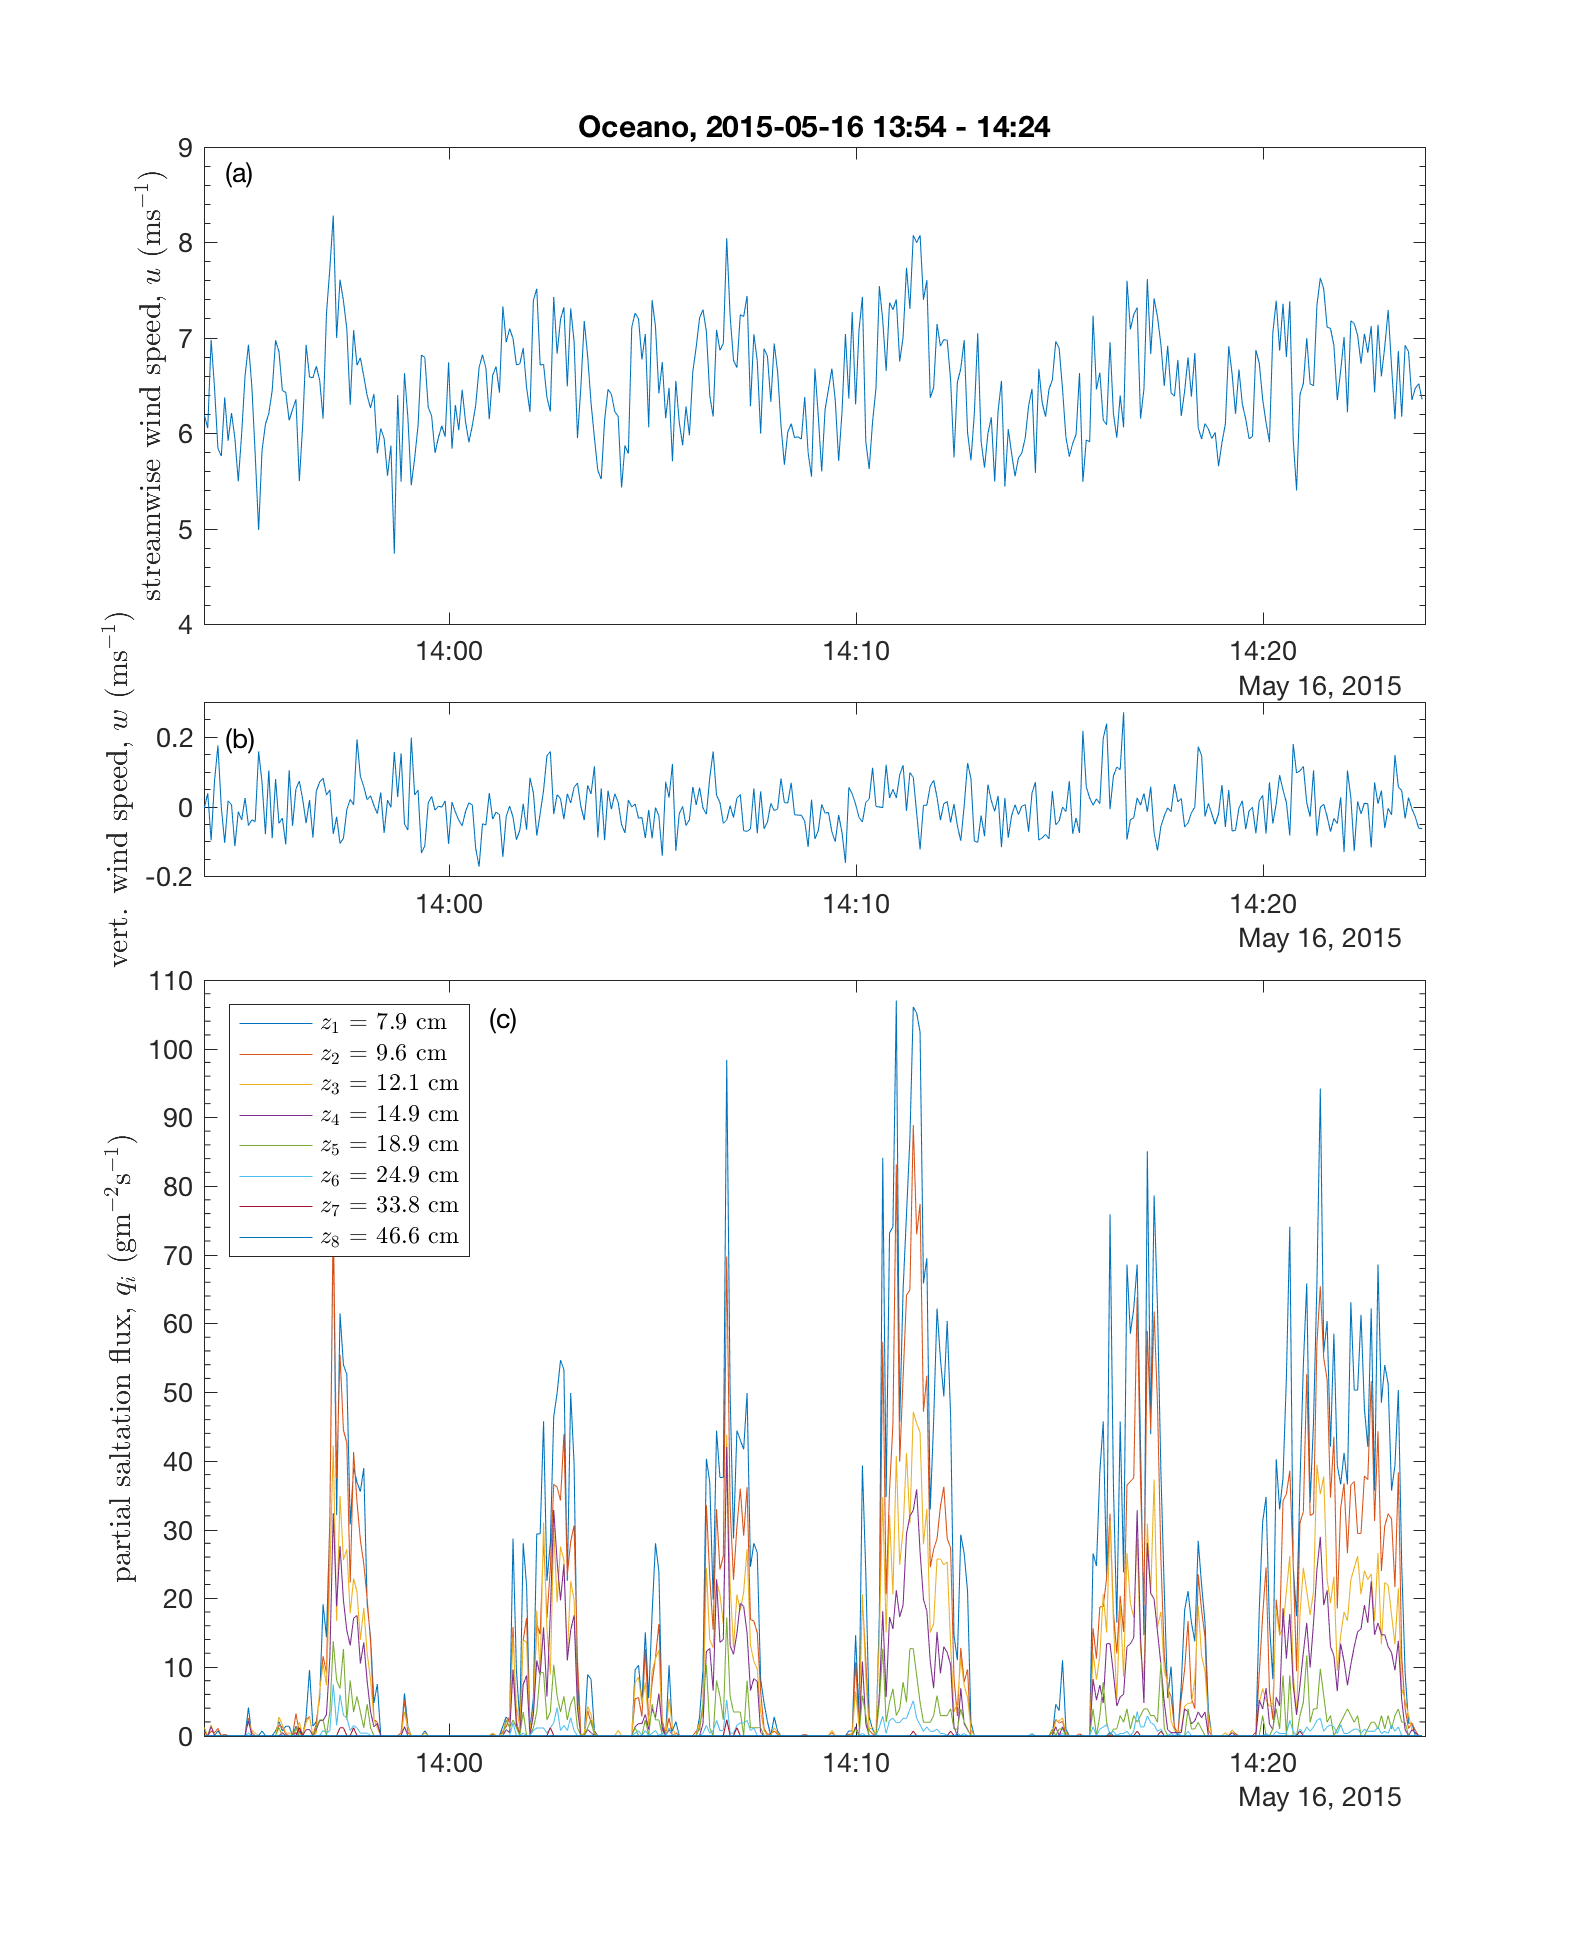 Oceano, 2015-05-16 13:54 - 14:24
(a)
streamwise wind speed, u (ms⁻¹)
9
8
7
6
5
4
14:00 14:10 14:20
May 16, 2015
(b)
vert. wind speed, w (ms⁻¹)
0.2
0
-0.2
14:00 14:10 14:20
May 16, 2015
(c)
partial saltation flux, qᵢ (gm⁻²s⁻¹)
110
100
90
80
70
60
50
40
30
20
10
0
z₁ = 7.9 cm
z₂ = 9.6 cm
z₃ = 12.1 cm
z₄ = 14.9 cm
z₅ = 18.9 cm
z₆ = 24.9 cm
z₇ = 33.8 cm
z₈ = 46.6 cm
14:00 14:10 14:20
May 16, 2015